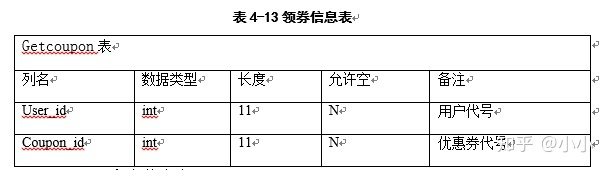 表 4-13 领券信息表
Getcoupon 表
列名 数据类型 长度 允许空 备注
User_id int 11 N 用户代号
Coupon_id int 11 N 优惠券代号
知乎 @小小